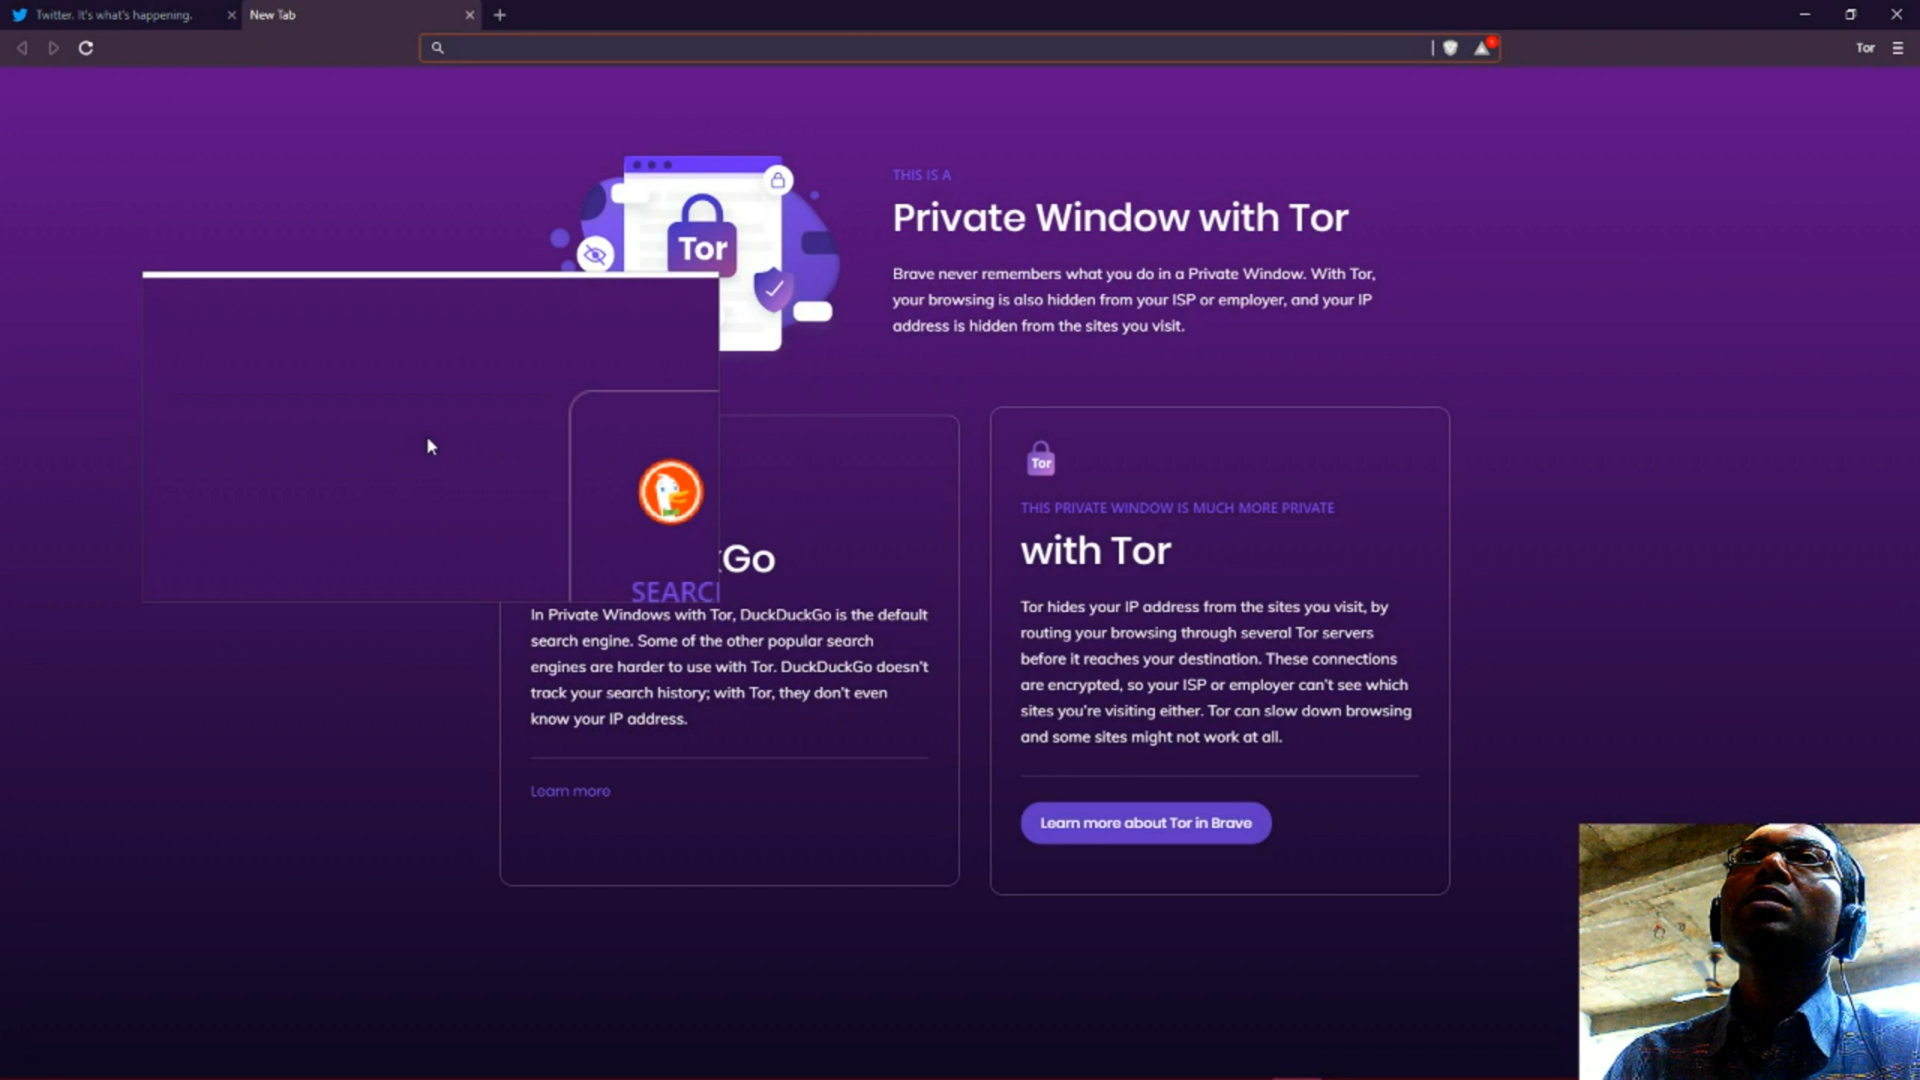 Twitter. It's what's happening.
New Tab
Tor
THIS IS A
Private Window with Tor
Brave never remembers what you do in a Private Window. With Tor,
your browsing is also hidden from your ISP or employer, and your IP
address is hidden from the sites you visit.
Tor
Go
SEARC
In Private Windows with Tor, DuckDuckGo is the default
search engine. Some of the other popular search
engines are harder to use with Tor. DuckDuckGo doesn't
track your search history; with Tor, they don't even
know your IP address.
Learn more
Tor
THIS PRIVATE WINDOW IS MUCH MORE PRIVATE
with Tor
Tor hides your IP address from the sites you visit, by
routing your browsing through several Tor servers
before it reaches your destination. These connections
are encrypted, so your ISP or employer can't see which
sites you're visiting either. Tor can slow down browsing
and some sites might not work at all.
Learn more about Tor in Brave